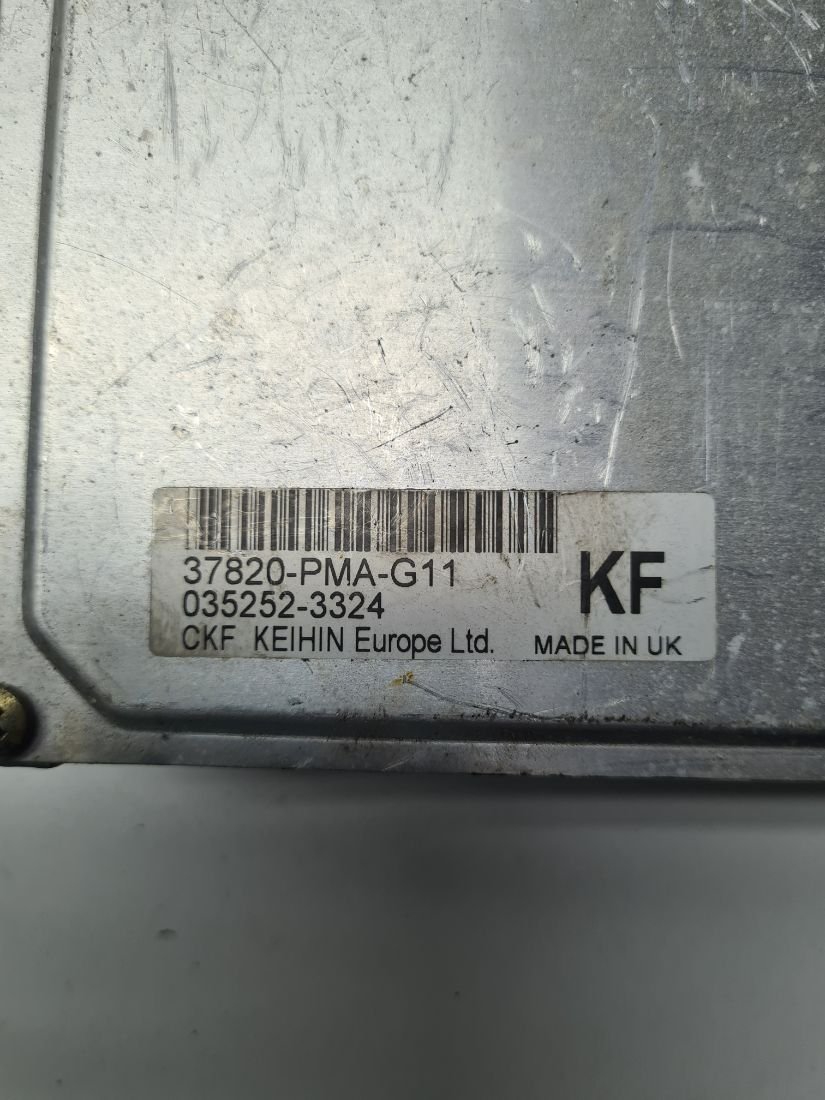 37820-PMA-G11
035252-3324
KF
CKF KEIHIN Europe Ltd. MADE IN UK